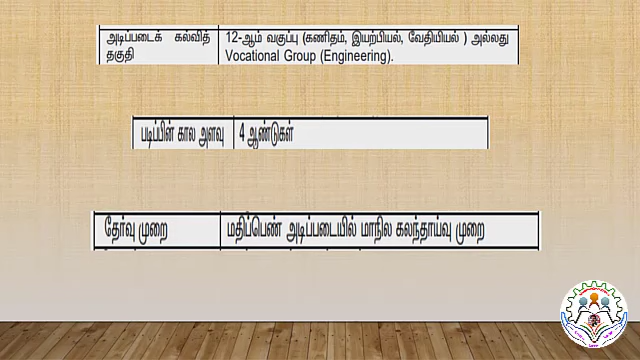 அடிப்படைக் கல்வித் 12-ஆம் வகுப்பு (கணிதம், இயற்பியல், வேதியியல் ) அல்லது
தகுதி Vocational Group (Engineering).
படிப்பின் கால அளவு 4 ஆண்டுகள்
தேர்வு முறை மதிப்பெண் அடிப்படையில் மாநில கலந்தாய்வு முறை